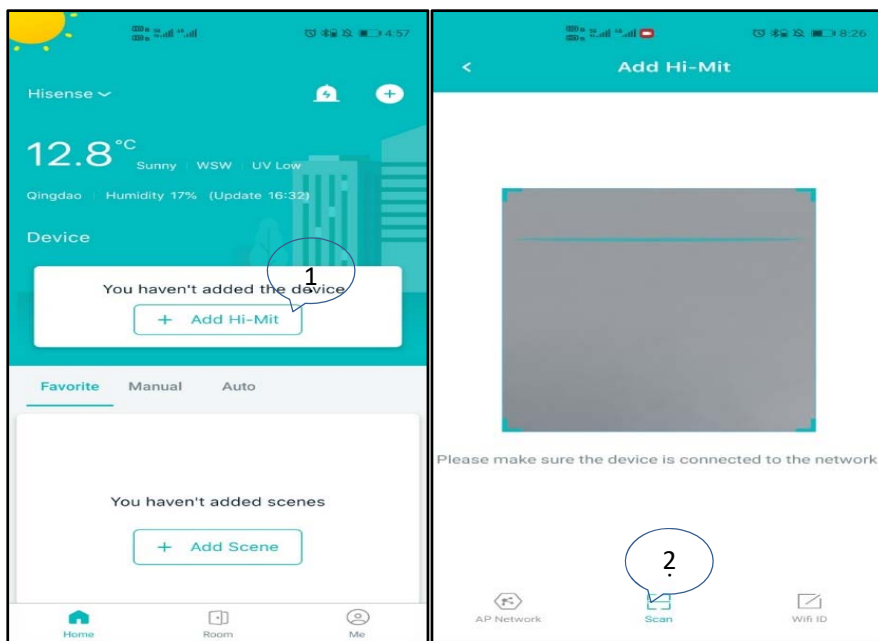 4:57
Hisense
12.8°C
Sunny WSW UV Low
Qingdao Humidity 17% (Update 16:32)
Device
You haven't added the device
+ Add Hi-Mit
1.
Favorite Manual Auto
You haven't added scenes
+ Add Scene
Home Room Me
8:26
< Add Hi-Mit
Please make sure the device is connected to the network
2.
AP Network Scan Wifi ID